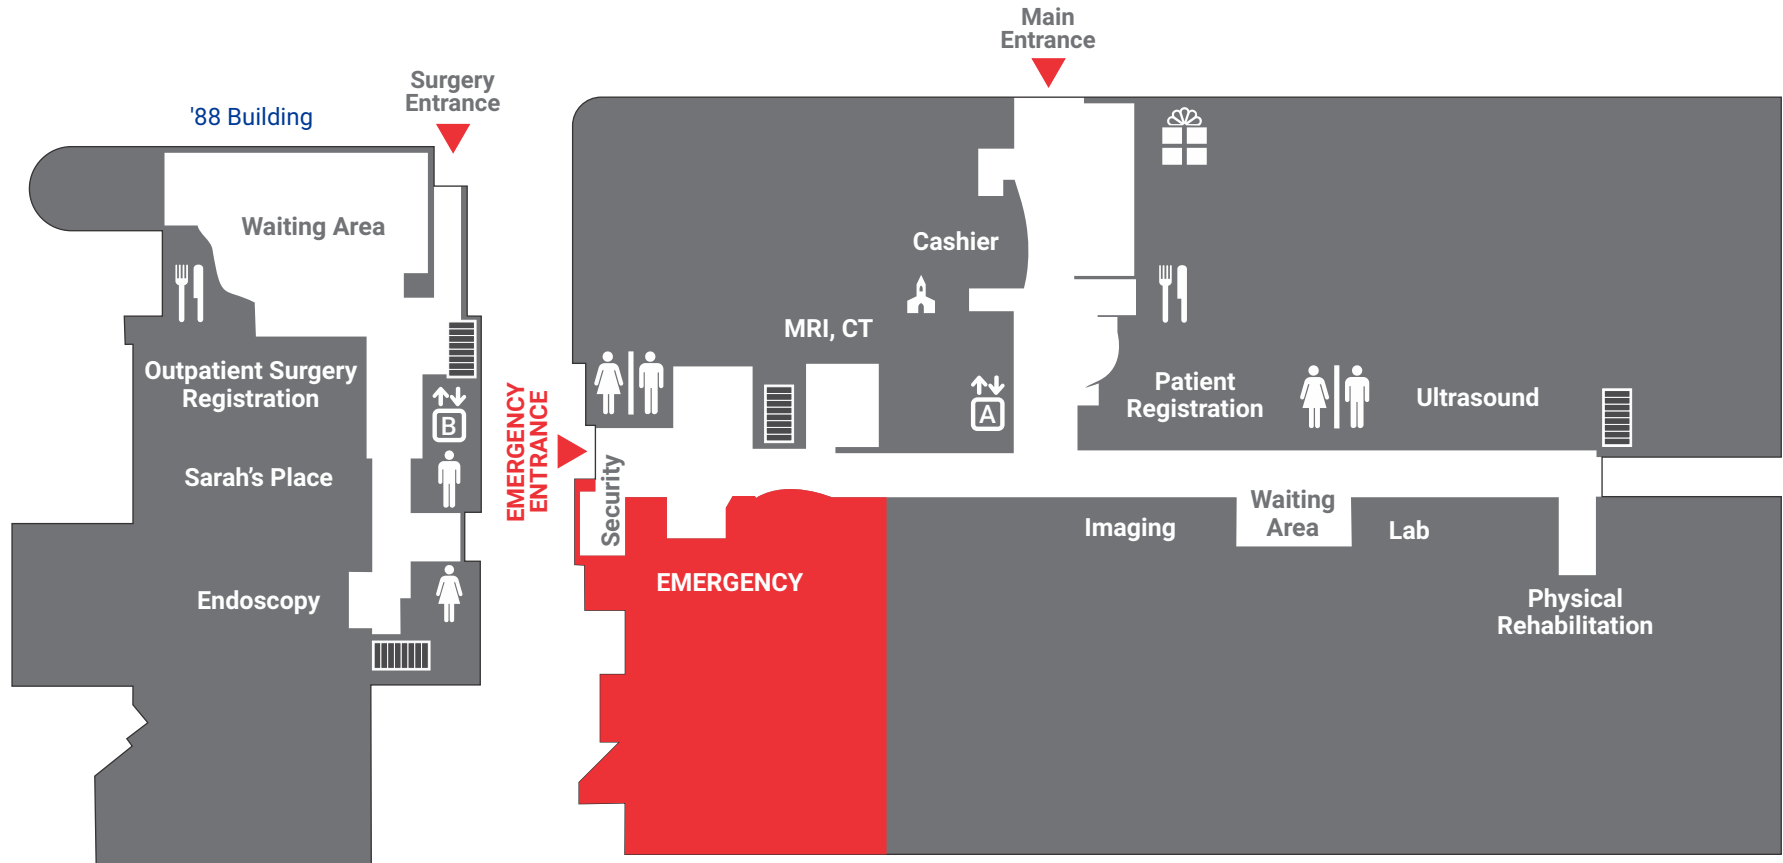 Main
Entrance
Surgery
Entrance
'88 Building
Waiting Area
Cashier
MRI, CT
Outpatient Surgery
Registration
B
Sarah's Place
Endoscopy
EMERGENCY
ENTRANCE
Security
A
Patient
Registration
Ultrasound
Waiting
Area
Imaging
Lab
EMERGENCY
Physical
Rehabilitation